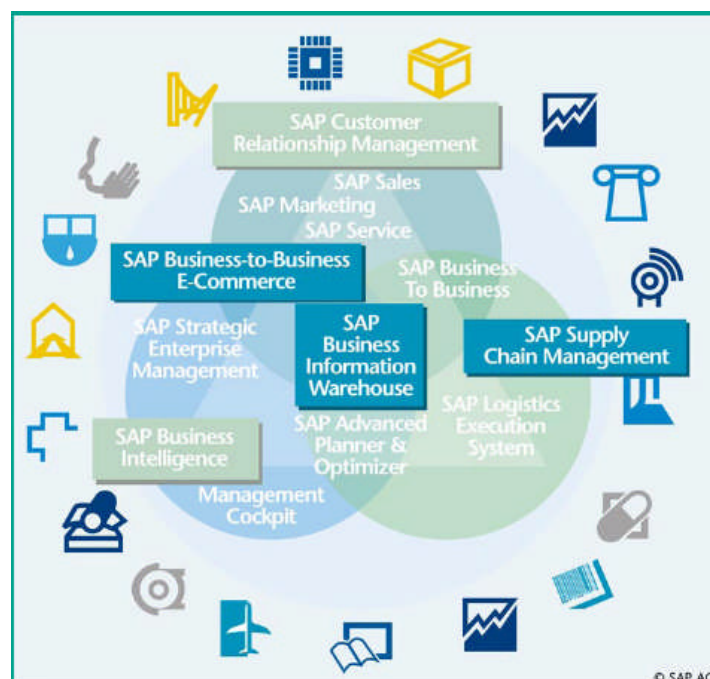 SAP Customer
Relationship Management
SAP Sales
SAP Marketing
SAP Service
SAP Business-to-Business
E-Commerce
SAP Business
To Business
SAP Strategic
Enterprise
Management
SAP
Business
Information
Warehouse
SAP Supply
Chain Management
SAP Business
Intelligence
SAP Advanced
Planner &
Optimizer
SAP Logistics
Execution
System
Management
Cockpit
© SAP AG